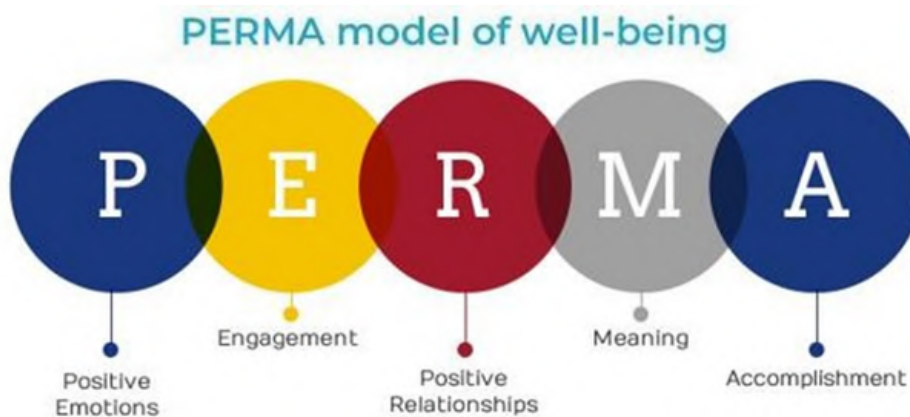 PERMA model of well-being
P E R M A
Engagement
Meaning
Positive
Emotions
Positive
Relationships
Accomplishment